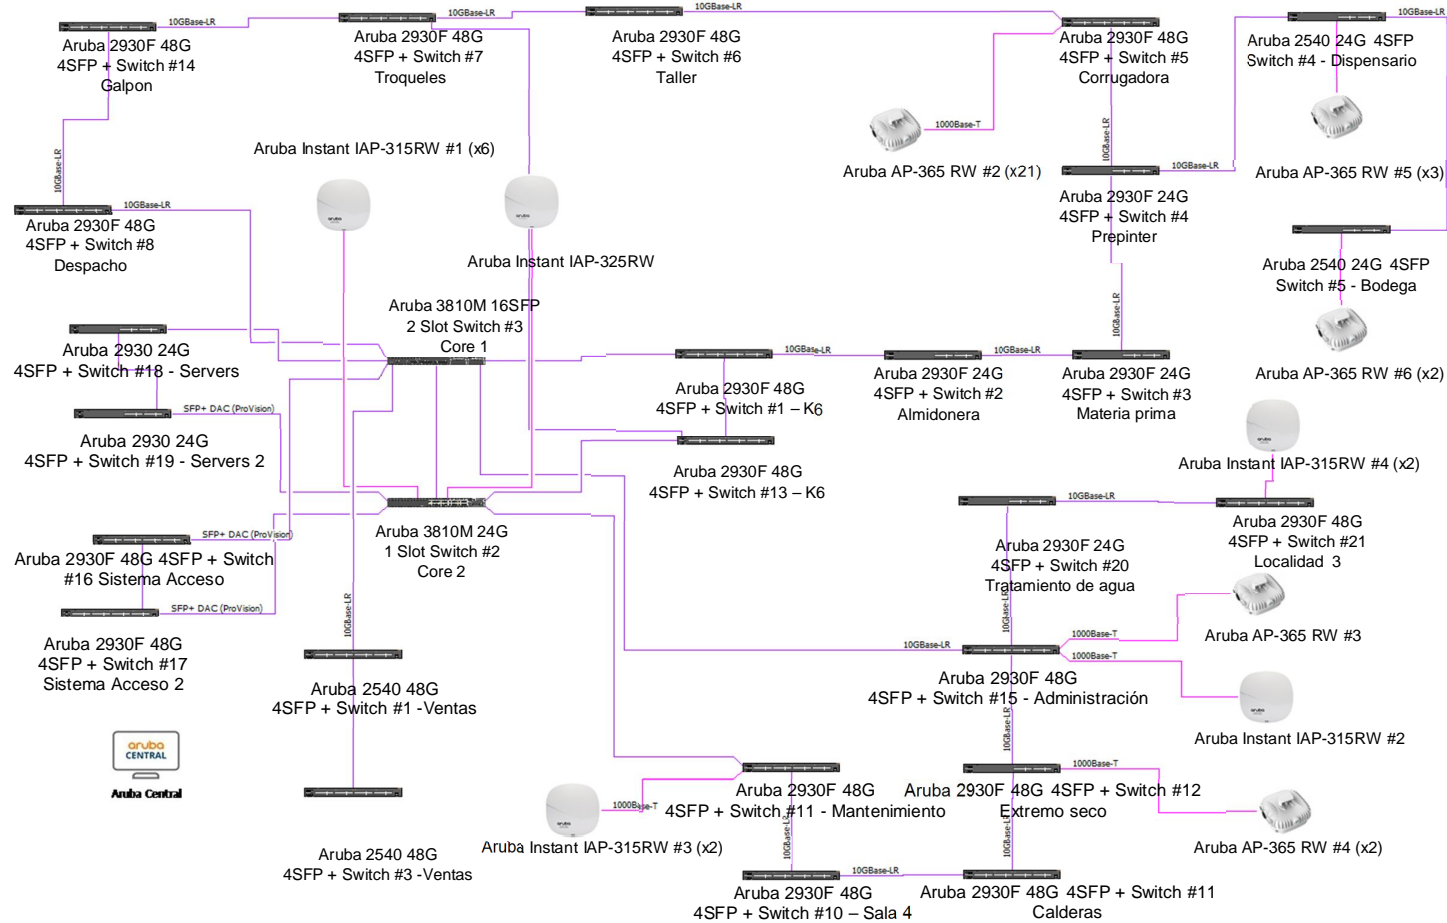 10GBase-LR
10GBase-LR
10GBase-LR
10GBase-LR
10GBase-LR
Aruba 2930F 48G
4SFP + Switch #14
Galpon
Aruba 2930F 48G
4SFP + Switch #7
Troqueles
Aruba 2930F 48G
4SFP + Switch #6
Taller
Aruba 2930F 48G
4SFP + Switch #5
Corrugadora
Aruba 2540 24G 4SFP
Switch #4 - Dispensario
1000Base-T
Aruba Instant IAP-315RW #1 (x6)
Aruba AP-365 RW #2 (x21)
10GBase-LR
10GBase-LR
Aruba AP-365 RW #5 (x3)
10GBase-LR
10GBase-LR
Aruba 2930F 48G
4SFP + Switch #8
Despacho
aruba
aruba
Aruba 2930F 24G
4SFP + Switch #4
Prepinter
Aruba Instant IAP-325RW
Aruba 2540 24G 4SFP
Switch #5 - Bodega
Aruba 3810M 16SFP
2 Slot Switch #3
Core 1
10GBase-LR
Aruba 2930 24G
4SFP + Switch #18 - Servers
10GBase-LR
10GBase-LR
Aruba 2930F 48G
4SFP + Switch #1 – K6
Aruba 2930F 24G
4SFP + Switch #2
Almidonera
Aruba 2930F 24G
4SFP + Switch #3
Materia prima
Aruba AP-365 RW #6 (x2)
SFP+ DAC (ProVision)
Aruba 2930 24G
4SFP + Switch #19 - Servers 2
aruba
Aruba Instant IAP-315RW #4 (x2)
Aruba 2930F 48G
4SFP + Switch #13 – K6
10GBase-LR
Aruba 3810M 24G
1 Slot Switch #2
Core 2
Aruba 2930F 48G
4SFP + Switch #21
Localidad 3
SFP+ DAC (ProVision)
Aruba 2930F 48G 4SFP + Switch
#16 Sistema Acceso
Aruba 2930F 24G
4SFP + Switch #20
Tratamiento de agua
SFP+ DAC (ProVision)
10GBase-LR
10GBase-LR
Aruba 2930F 48G
4SFP + Switch #17
Sistema Acceso 2
1000Base-T
Aruba AP-365 RW #3
10GBase-LR
1000Base-T
Aruba 2930F 48G
4SFP + Switch #15 - Administración
Aruba 2540 48G
4SFP + Switch #1 -Ventas
aruba
Aruba Instant IAP-315RW #2
10GBase-LR
aruba
CENTRAL
Aruba Central
1000Base-T
Aruba 2930F 48G
4SFP + Switch #11 - Mantenimiento
Aruba 2930F 48G 4SFP + Switch #12
Extremo seco
1000Base-T
aruba
Aruba Instant IAP-315RW #3 (x2)
Aruba AP-365 RW #4 (x2)
10GBase-LR
10GBase-LR
Aruba 2540 48G
4SFP + Switch #3 -Ventas
10GBase-LR
Aruba 2930F 48G
4SFP + Switch #10 – Sala 4
Aruba 2930F 48G 4SFP + Switch #11
Calderas